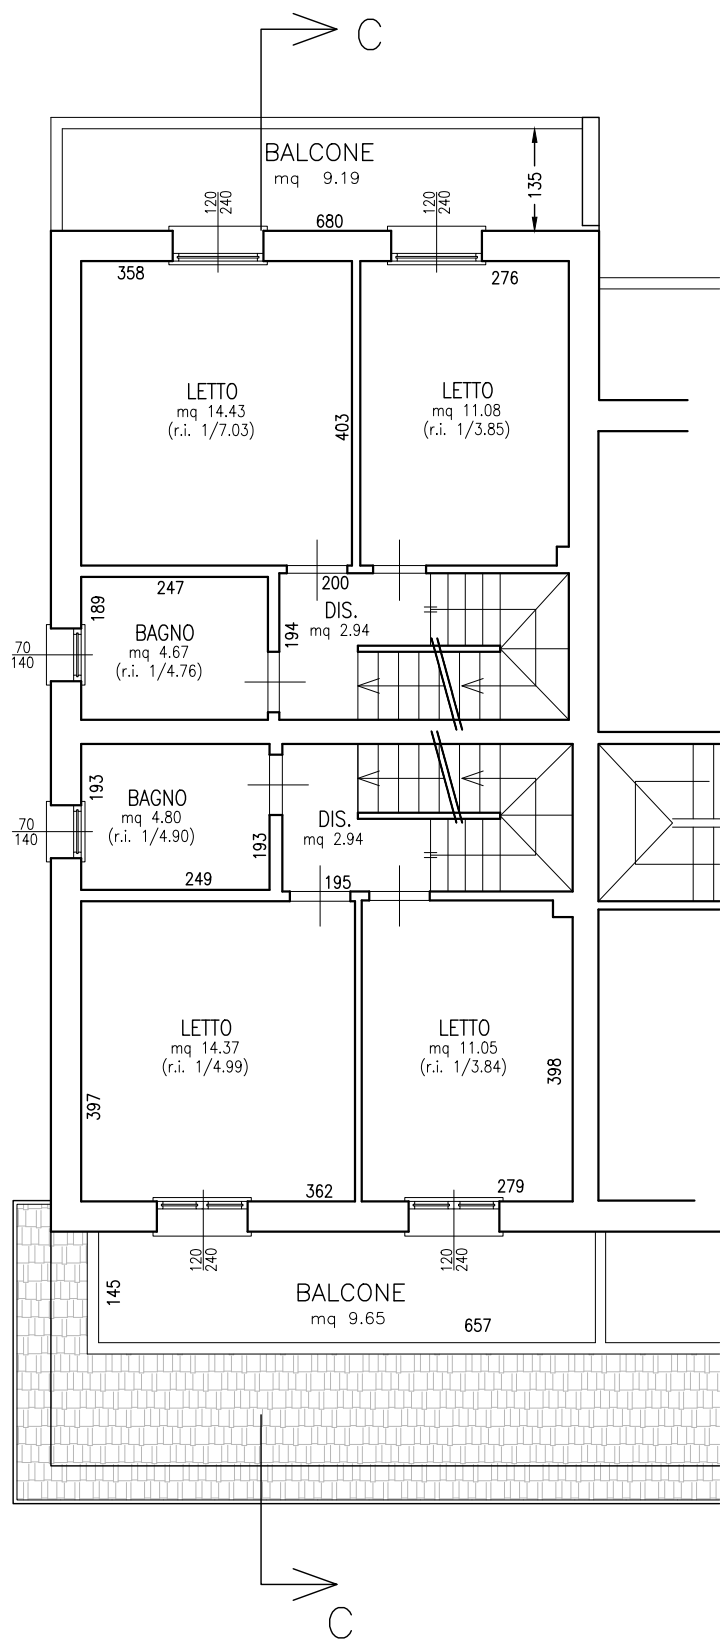 C
BALCONE
mq 9.19
135
120
240
120
240
680
358
276
LETTO
mq 14.43
(r.i. 1/7.03)
LETTO
mq 11.08
(r.i. 1/3.85)
403
247
200
189
BAGNO
mq 4.67
(r.i. 1/4.76)
194
DIS.
mq 2.94
70
140
193
BAGNO
mq 4.80
(r.i. 1/4.90)
193
DIS.
mq 2.94
70
140
249
195
LETTO
mq 14.37
(r.i. 1/4.99)
LETTO
mq 11.05
(r.i. 1/3.84)
398
397
362
279
120
240
120
240
145
BALCONE
mq 9.65
657
C